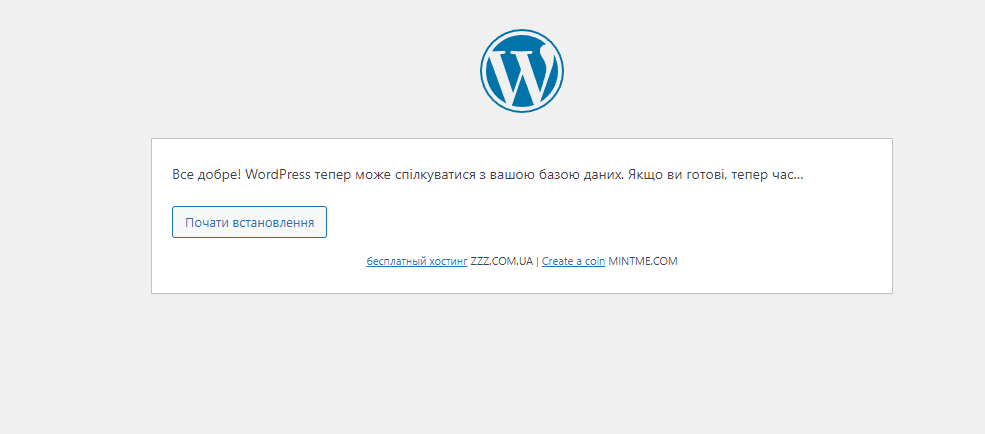 Все добре! WordPress тепер може спілкуватися з вашою базою даних. Якщо ви готові, тепер час…
Почати встановлення
бесплатный хостинг ZZZ.COM.UA | Create a coin MINTME.COM